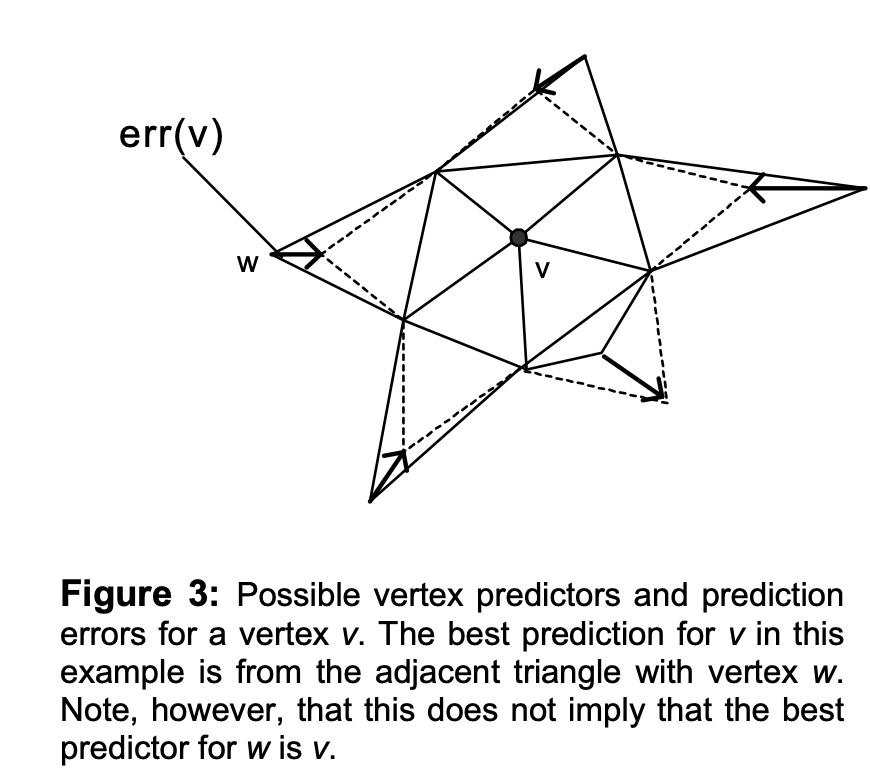 err(v)
w
v
Figure 3: Possible vertex predictors and prediction
errors for a vertex v. The best prediction for v in this
example is from the adjacent triangle with vertex w.
Note, however, that this does not imply that the best
predictor for w is v.